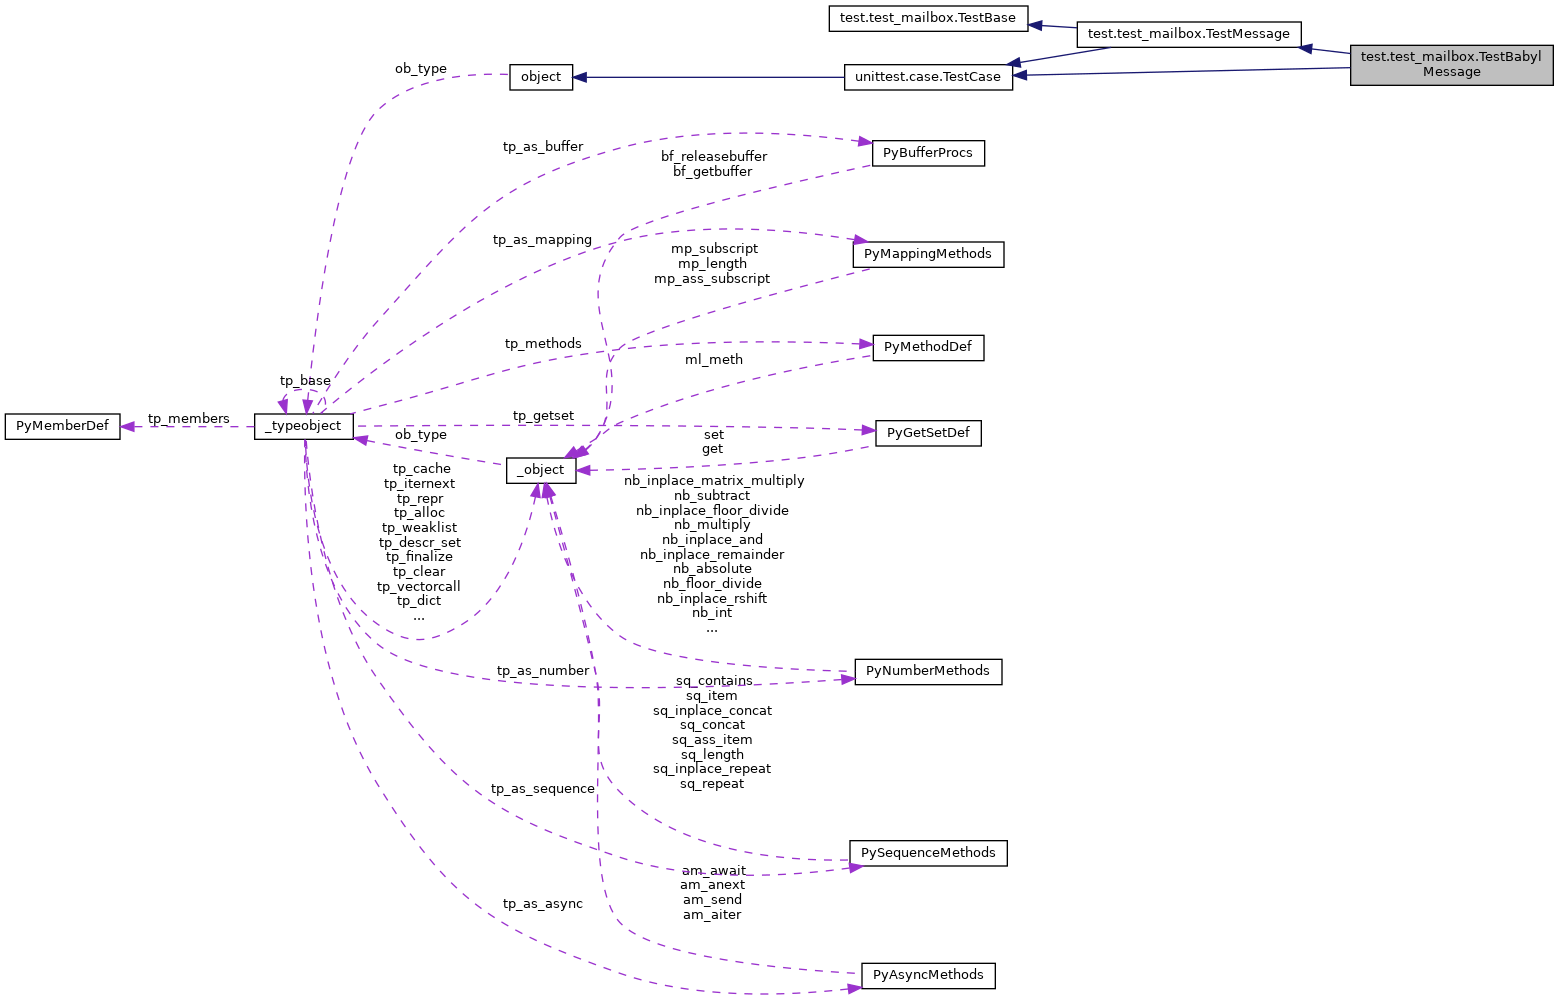 test.test_mailbox.TestBase
test.test_mailbox.TestMessage
test.test_mailbox.TestBabyl
Message
ob_type
object
unittest.case.TestCase
tp_as_buffer
PyBufferProcs
bf_releasebuffer
bf_getbuffer
tp_as_mapping
mp_subscript
mp_length
mp_ass_subscript
PyMappingMethods
tp_methods
PyMethodDef
ml_meth
tp_base
PyMemberDef
tp_members
_typeobject
tp_getset
PyGetSetDef
ob_type
set
get
_object
tp_cache
tp_iternext
tp_repr
tp_alloc
tp_weaklist
tp_descr_set
tp_finalize
tp_clear
tp_vectorcall
tp_dict
...
nb_inplace_matrix_multiply
nb_subtract
nb_inplace_floor_divide
nb_multiply
nb_inplace_and
nb_inplace_remainder
nb_absolute
nb_floor_divide
nb_inplace_rshift
nb_int
...
tp_as_number
PyNumberMethods
sq_contains
sq_item
sq_inplace_concat
sq_concat
sq_ass_item
sq_length
sq_inplace_repeat
sq_repeat
tp_as_sequence
PySequenceMethods
am_await
am_anext
am_send
am_aiter
tp_as_async
PyAsyncMethods